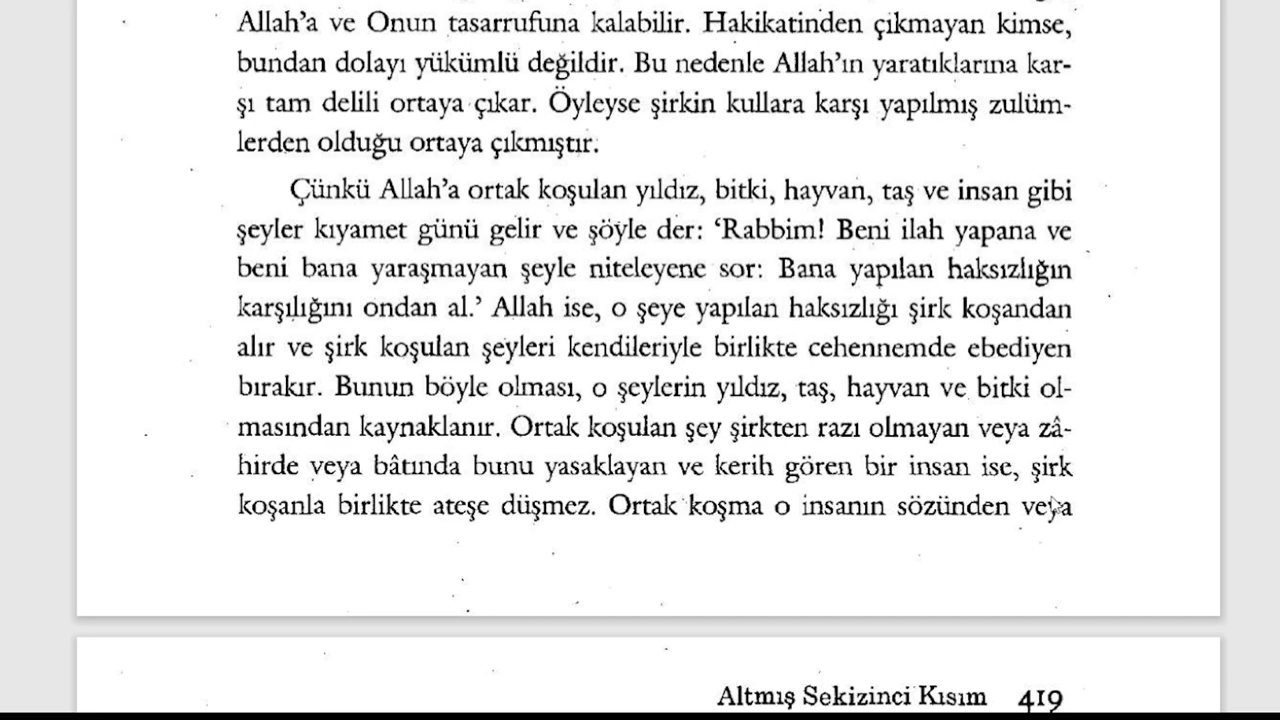 Allah'a ve Onun tasarrufuna kalabilir. Hakikatinden çıkmayan kimse,
bundan dolayı yükümlü değildir. Bu nedenle Allah'ın yaratıklarına kar-
şı tam delili ortaya çıkar. Öyleyse şirkin kullara karşı yapılmış zulüm-
lerden olduğu ortaya çıkmıştır.
Çünkü Allah'a ortak koşulan yıldız, bitki, hayvan, taş ve insan gibi
şeyler kıyamet günü gelir ve şöyle der: 'Rabbim! Beni ilah yapana ve
beni bana yaraşmayan şeyle niteleyene sor: Bana yapılan haksızlığın
karşılığını ondan al.' Allah ise, o şeye yapılan haksızlığı şirk koşandan
alır ve şirk koşulan şeyleri kendileriyle birlikte cehennemde ebediyen
bırakır. Bunun böyle olması, o şeylerin yıldız, taş, hayvan ve bitki ol-
masından kaynaklanır. Ortak koşulan şey şirkten razı olmayan veya zâ-
hirde veya bâtında bunu yasaklayan ve kerih gören bir insan ise, şirk
koşanla birlikte ateşe düşmez. Ortak koşma o insanın sözünden veya
Altmış Sekizinci Kısım 419